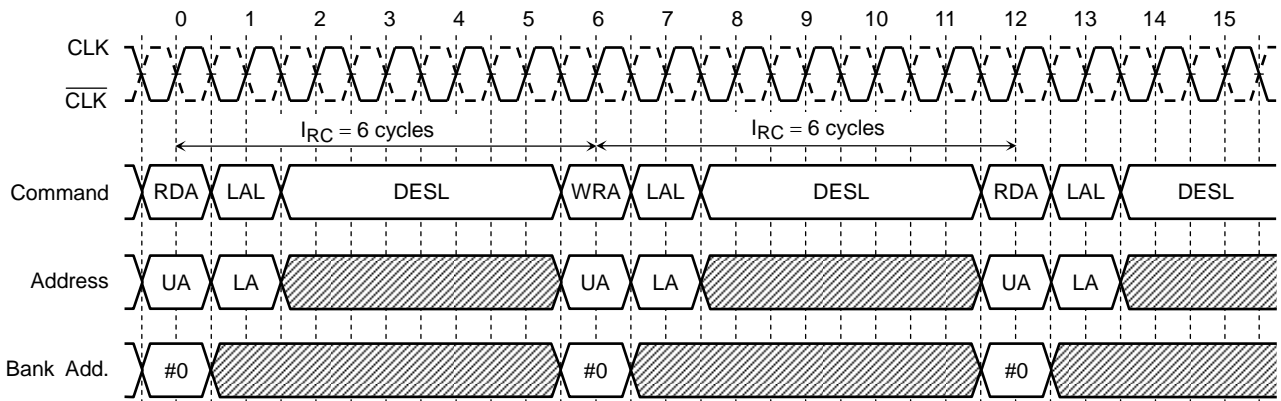 0 1 2 3 4 5 6 7 8 9 10 11 12 13 14 15
CLK
CLK
IRC = 6 cycles IRC = 6 cycles
Command RDA LAL DESL WRA LAL DESL RDA LAL DESL
Address UA LA UA LA UA LA
Bank Add. #0 #0 #0